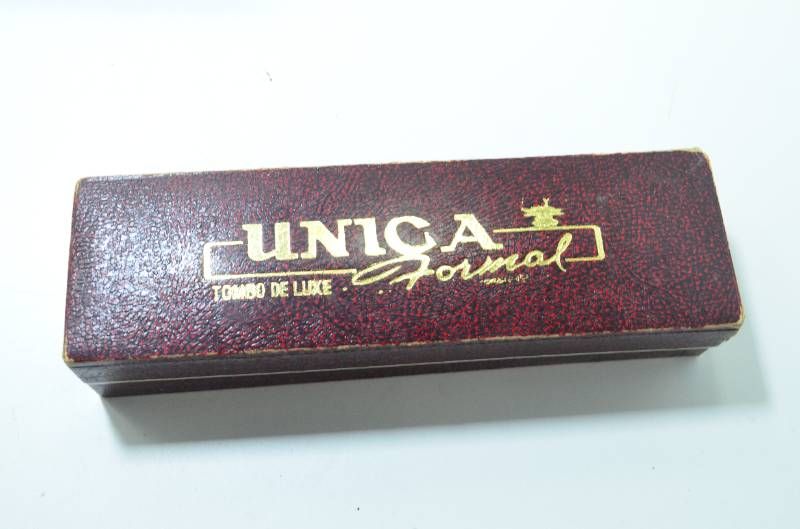 UNICA
Formal
TOMBO DE LUXE